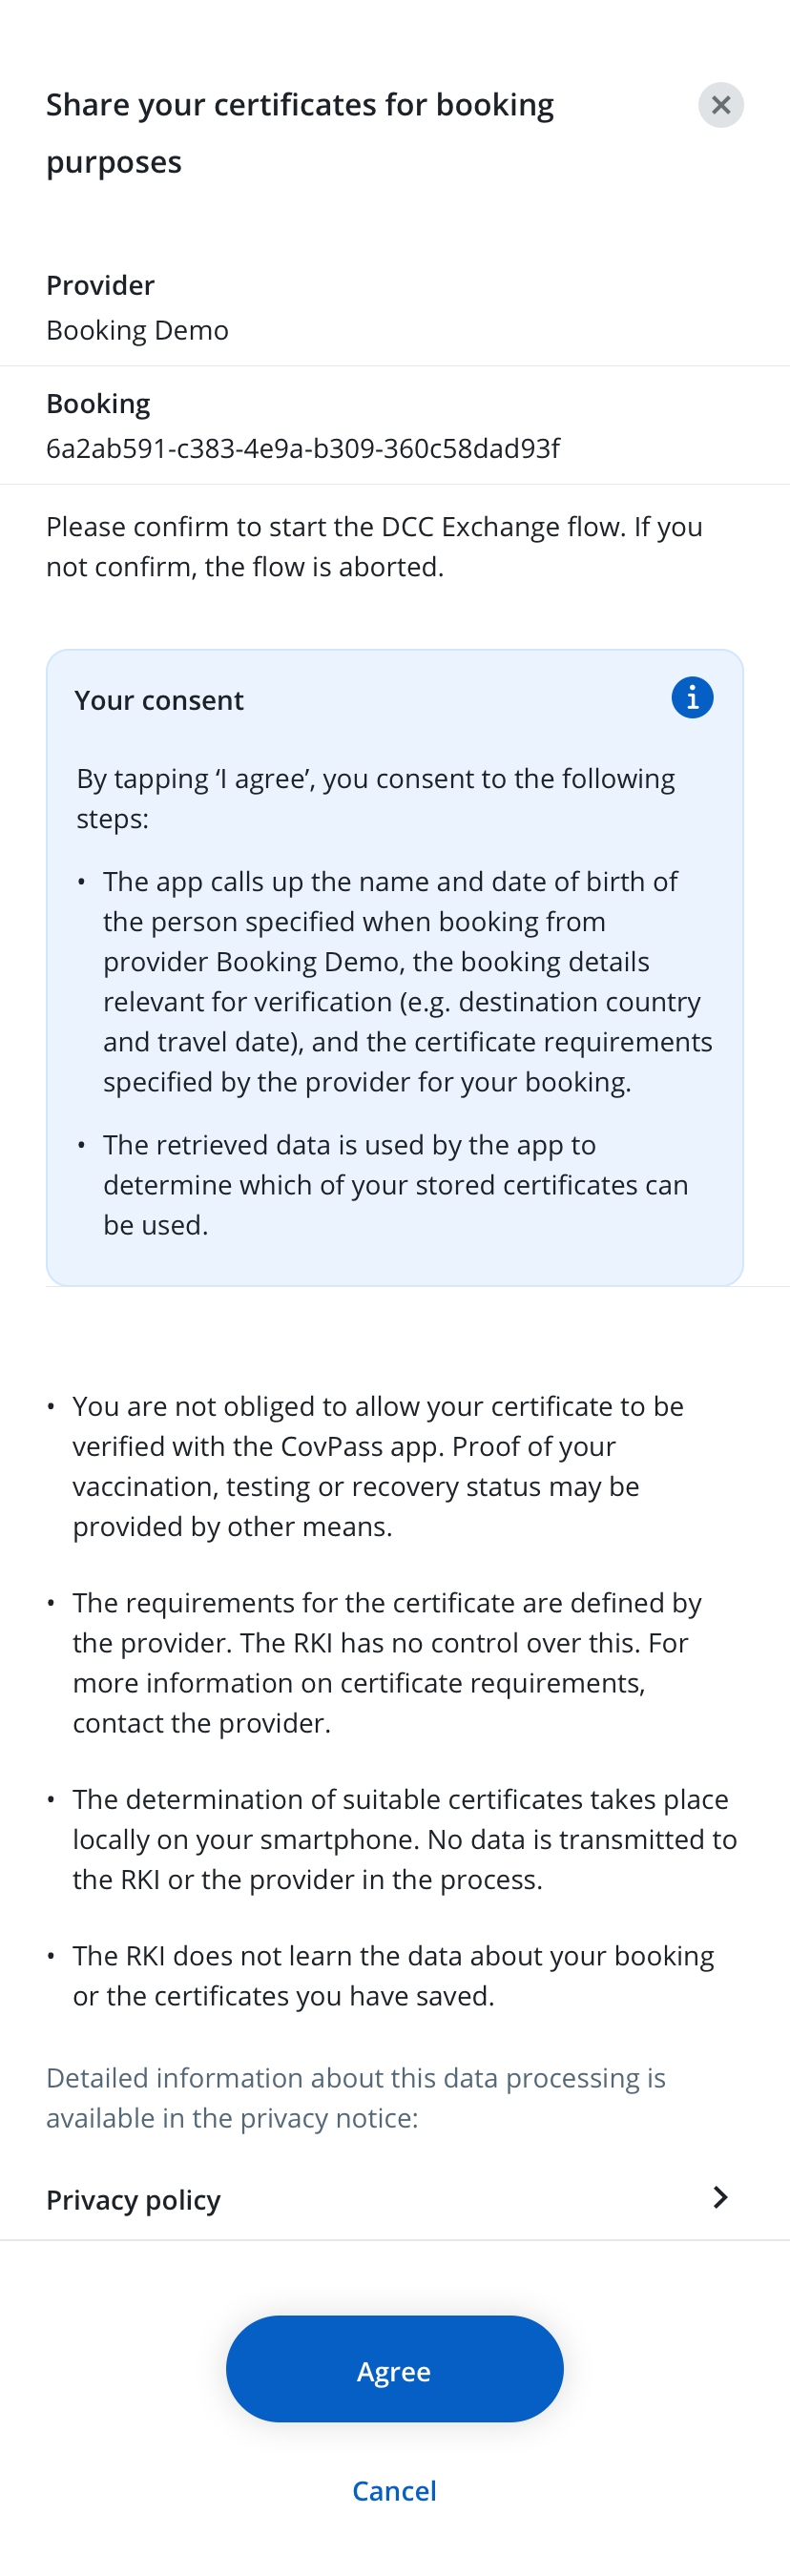 Share your certificates for booking
purposes
Provider
Booking Demo
Booking
6a2ab591-c383-4e9a-b309-360c58dad93f
Please confirm to start the DCC Exchange flow. If you
not confirm, the flow is aborted.
Your consent
By tapping ‘I agree’, you consent to the following
steps:
• The app calls up the name and date of birth of
the person specified when booking from
provider Booking Demo, the booking details
relevant for verification (e.g. destination country
and travel date), and the certificate requirements
specified by the provider for your booking.
• The retrieved data is used by the app to
determine which of your stored certificates can
be used.
• You are not obliged to allow your certificate to be
verified with the CovPass app. Proof of your
vaccination, testing or recovery status may be
provided by other means.
• The requirements for the certificate are defined by
the provider. The RKI has no control over this. For
more information on certificate requirements,
contact the provider.
• The determination of suitable certificates takes place
locally on your smartphone. No data is transmitted to
the RKI or the provider in the process.
• The RKI does not learn the data about your booking
or the certificates you have saved.
Detailed information about this data processing is
available in the privacy notice:
Privacy policy
Agree
Cancel